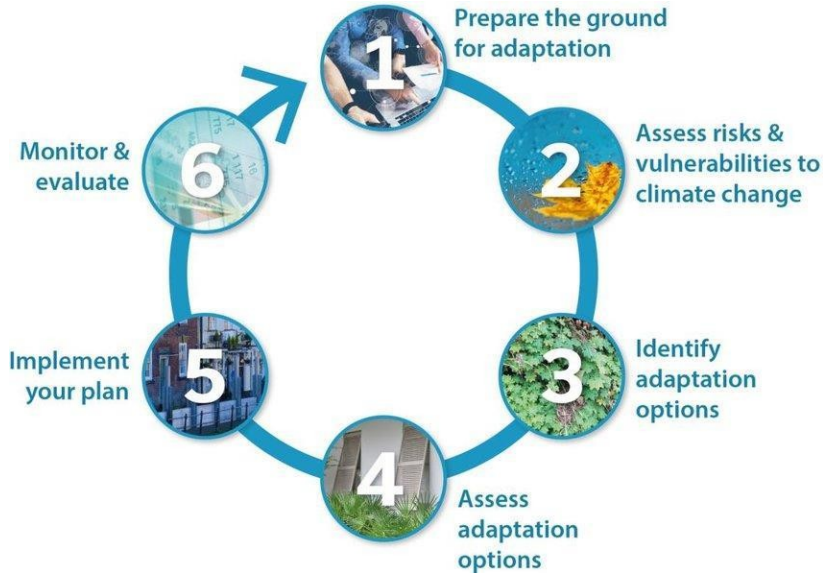 1
Prepare the ground
for adaptation
2
Assess risks &
vulnerabilities to
climate change
3
Identify
adaptation
options
4
Assess
adaptation
options
5
Implement
your plan
6
Monitor &
evaluate